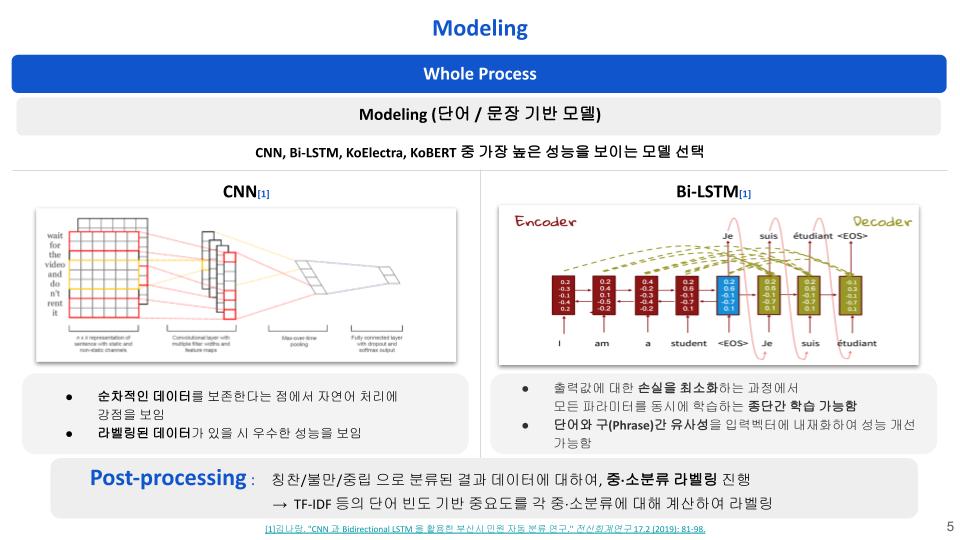 Modeling
Whole Process
Modeling (단어 / 문장 기반 모델)
CNN, Bi-LSTM, KoElectra, KoBERT 중 가장 높은 성능을 보이는 모델 선택
CNN[1]
wait
for
the
video
and
do
n't
rent
it
n x k representation of
sentence with static and
non-static channels
Convolutional layer with
multiple filter widths and
feature maps
Max-over-time
pooling
Fully connected layer
with dropout and
softmax output
● 순차적인 데이터를 보존한다는 점에서 자연어 처리에
강점을 보임
● 라벨링된 데이터가 있을 시 우수한 성능을 보임
Bi-LSTM[1]
Encoder Decoder
Je suis étudiant <EOS>
0.2 0.2 0.4 0.2 0.2 0.2 0.2 0.2
-0.3 0.4 -0.2 0.6 0.6 0.6 0.6 -0.3
-0.1 0.1 -0.3 -0.1 -0.1 -0.1 -0.1 -0.1
-0.4 -0.5 -0.4 -0.7 -0.7 -0.7 -0.7 -0.4
0.2 -0.2 -0.2 0.1 0.1 0.1 0.1 0.2
I am a student <EOS> Je suis étudiant
● 출력값에 대한 손실을 최소화하는 과정에서
모든 파라미터를 동시에 학습하는 종단간 학습 가능함
● 단어와 구(Phrase)간 유사성을 입력벡터에 내재화하여 성능 개선
가능함
Post-processing : 칭찬/불만/중립 으로 분류된 결과 데이터에 대하여, 중·소분류 라벨링 진행
→ TF-IDF 등의 단어 빈도 기반 중요도를 각 중·소분류에 대해 계산하여 라벨링
[1]김나랑. "CNN 과 Bidirectional LSTM 을 활용한 부산시 민원 자동 분류 연구." 전산회계연구 17.2 (2019): 81-98.
5